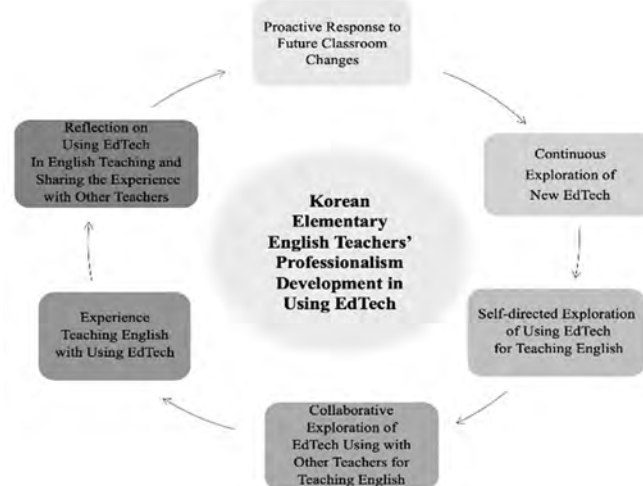 Proactive Response to
Future Classroom
Changes
Continuous
Exploration of
New EdTech
Self-directed Exploration
of Using EdTech
for Teaching English
Collaborative
Exploration of
EdTech Using with
Other Teachers for
Teaching English
Experience
Teaching English
with Using EdTech
Reflection on
Using EdTech
In English Teaching and
Sharing the Experience
with Other Teachers
Korean
Elementary
English Teachers’
Professionalism
Development in
Using EdTech